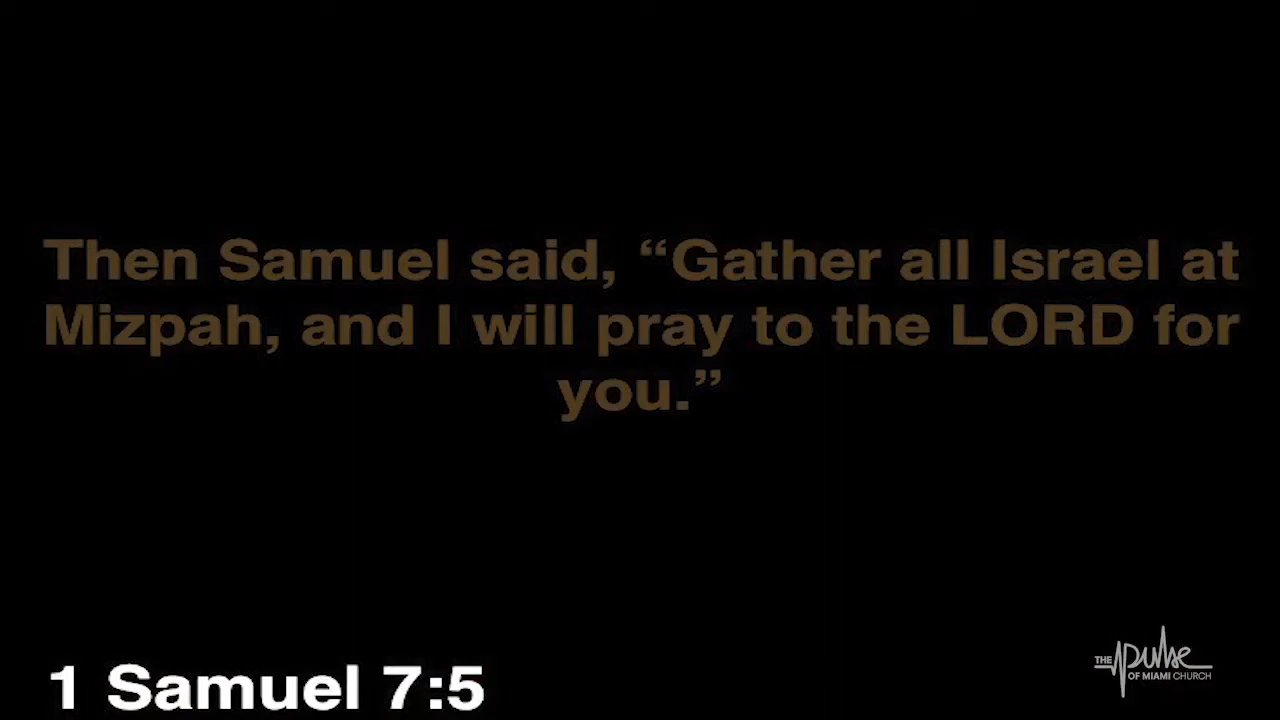 Then Samuel said, “Gather all Israel at
Mizpah, and I will pray to the LORD for
you.”
1 Samuel 7:5
THE pulse
OF MIAMI CHURCH